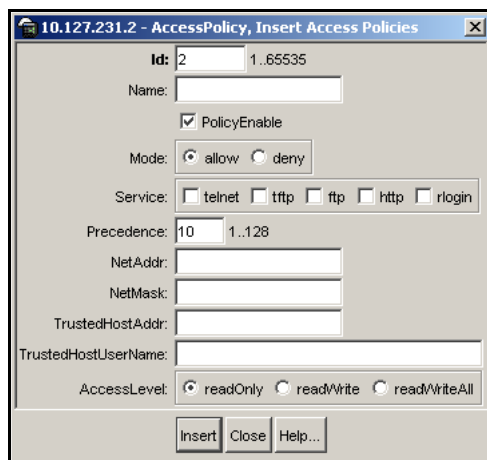 10.127.231.2 - AccessPolicy, Insert Access Policies
Id: 2 1..65535
Name:
PolicyEnable
Mode: allow deny
Service: telnet tftp ftp http rlogin
Precedence: 10 1..128
NetAddr:
NetMask:
TrustedHostAddr:
TrustedHostUserName:
AccessLevel: readOnly readWrite readWriteAll
Insert Close Help...